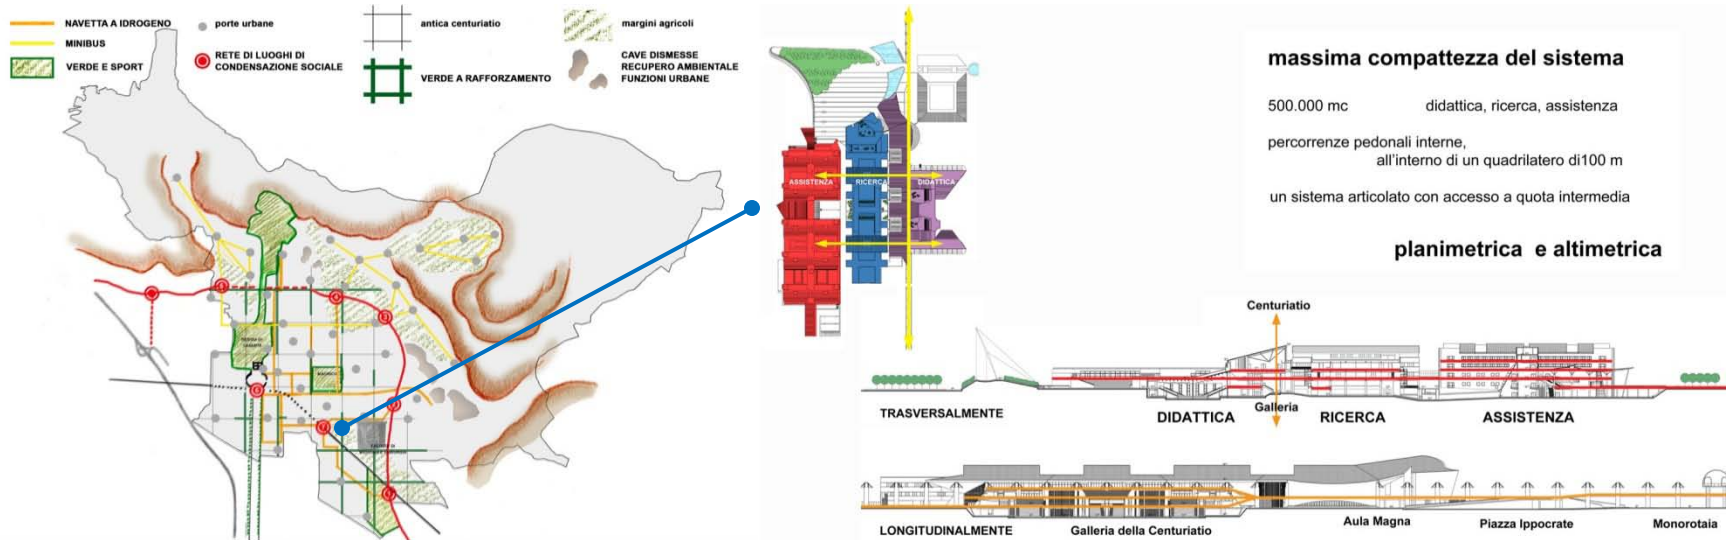 NAVETTA A IDROGENO
MINIBUS
VERDE E SPORT
porte urbane
RETE DI LUOGHI DI
CONDENSAZIONE SOCIALE
antica centuriatio
VERDE A RAFFORZAMENTO
margini agricoli
CAVE DISMESSE
RECUPERO AMBIENTALE
FUNZIONI URBANE
ASSISTENZA
RICERCA
DIDATTICA
massima compattezza del sistema
500.000 mc didattica, ricerca, assistenza
percorrenze pedonali interne,
all'interno di un quadrilatero di100 m
un sistema articolato con accesso a quota intermedia
planimetrica e altimetrica
Centuriatio
TRASVERSALMENTE
DIDATTICA
Galleria
RICERCA
ASSISTENZA
LONGITUDINALMENTE
Galleria della Centuriatio
Aula Magna
Piazza Ippocrate
Monorotaia